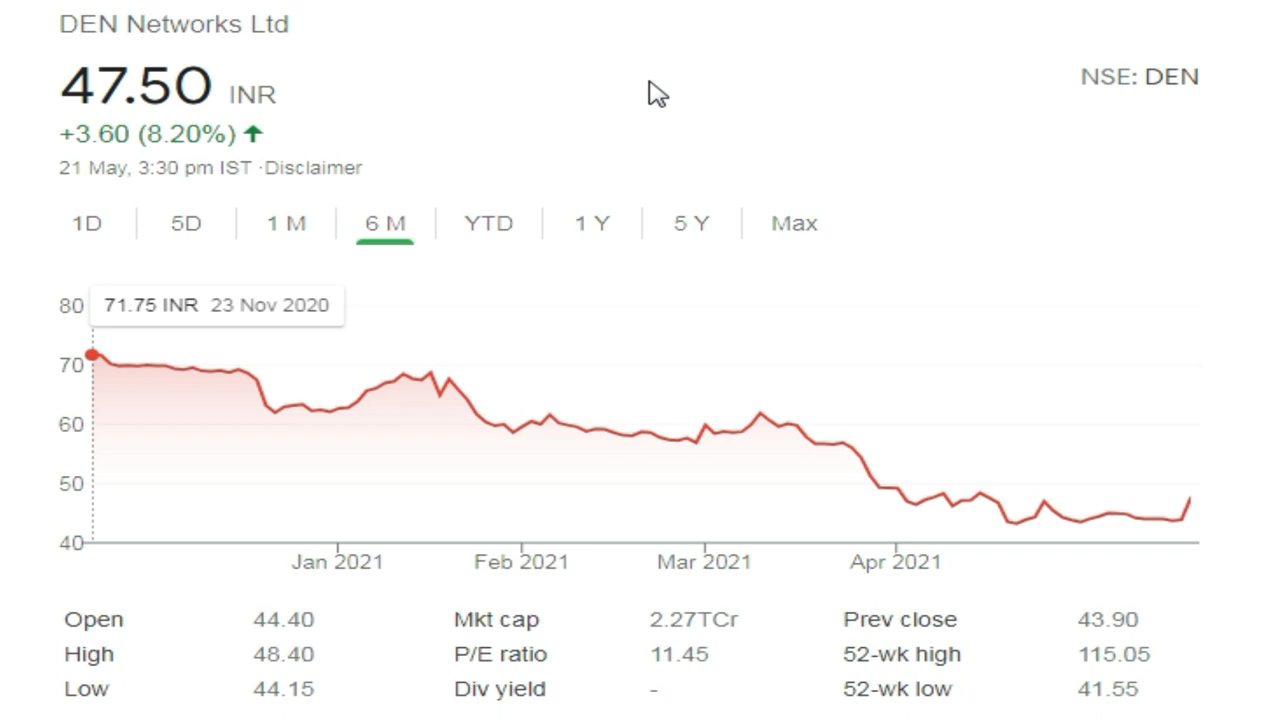 DEN Networks Ltd
47.50 INR
NSE: DEN
+3.60 (8.20%)
21 May, 3:30 pm IST ·Disclaimer
1D 5D 1 M 6 M YTD 1 Y 5 Y Max
71.75 INR 23 Nov 2020
80
70
60
50
40
Jan 2021 Feb 2021 Mar 2021 Apr 2021
Open 44.40 Mkt cap 2.27TCr Prev close 43.90
High 48.40 P/E ratio 11.45 52-wk high 115.05
Low 44.15 Div yield - 52-wk low 41.55